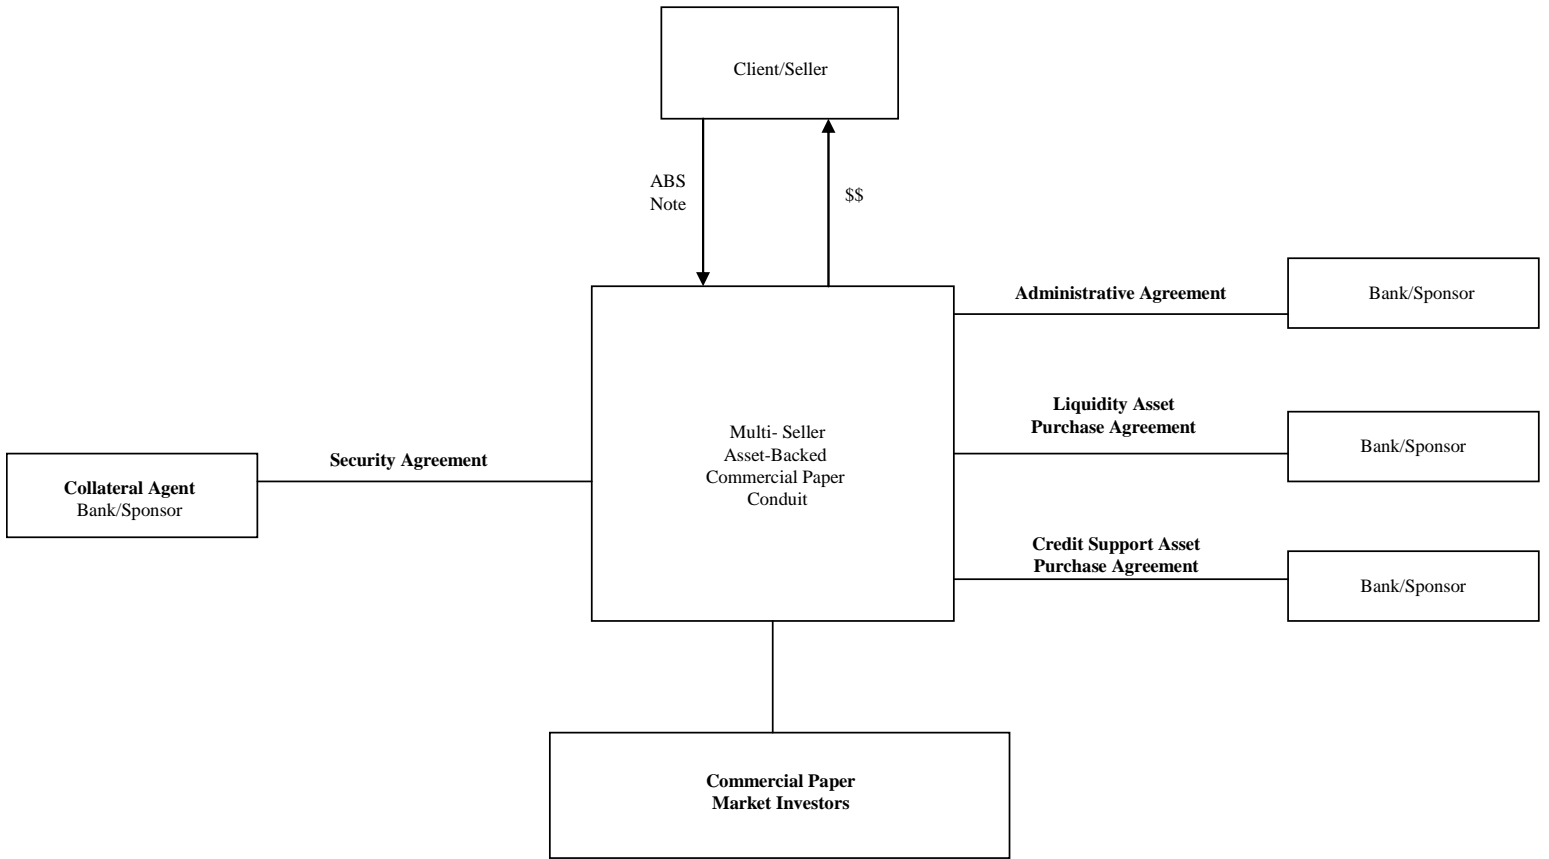 Client/Seller
ABS
Note
$$
Administrative Agreement
Bank/Sponsor
Liquidity Asset
Purchase Agreement
Bank/Sponsor
Multi- Seller
Asset-Backed
Commercial Paper
Conduit
Security Agreement
Collateral Agent
Bank/Sponsor
Credit Support Asset
Purchase Agreement
Bank/Sponsor
Commercial Paper
Market Investors